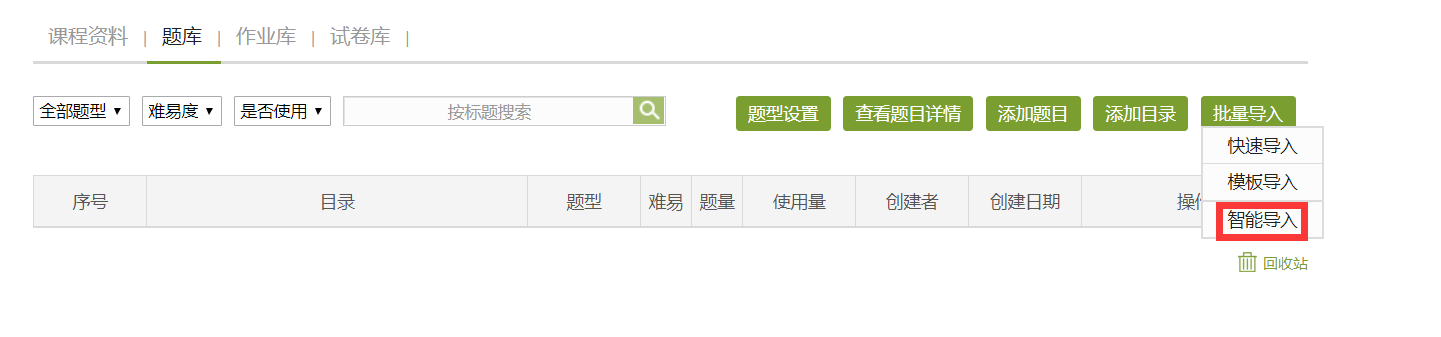 课程资料 | 题库 | 作业库 | 试卷库 |
全部题型 难易度 是否使用 按标题搜索 题型设置 查看题目详情 添加题目 添加目录 批量导入
快速导入
模板导入
序号 目录 题型 难易 题量 使用量 创建者 创建日期 操
智能导入
回收站